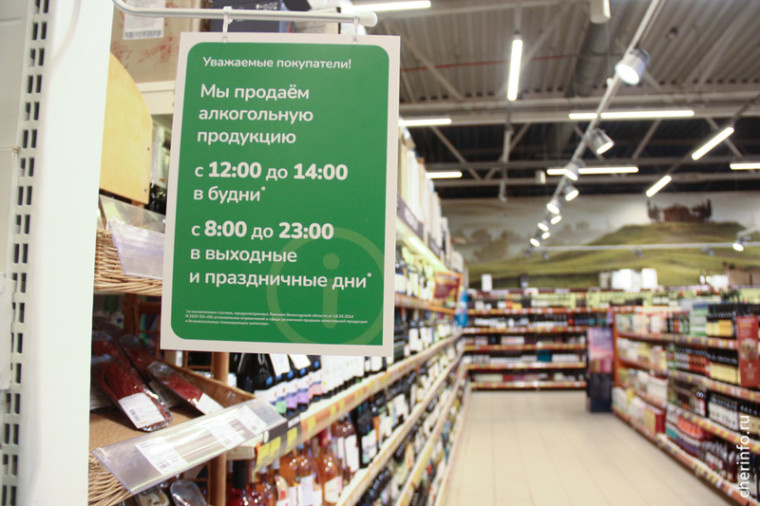 Уважаемые покупатели!
Мы продаём
алкогольную
продукцию
с 12:00 до 14:00
в будни*
с 8:00 до 23:00
в выходные
и праздничные дни*
cherinfo.ru